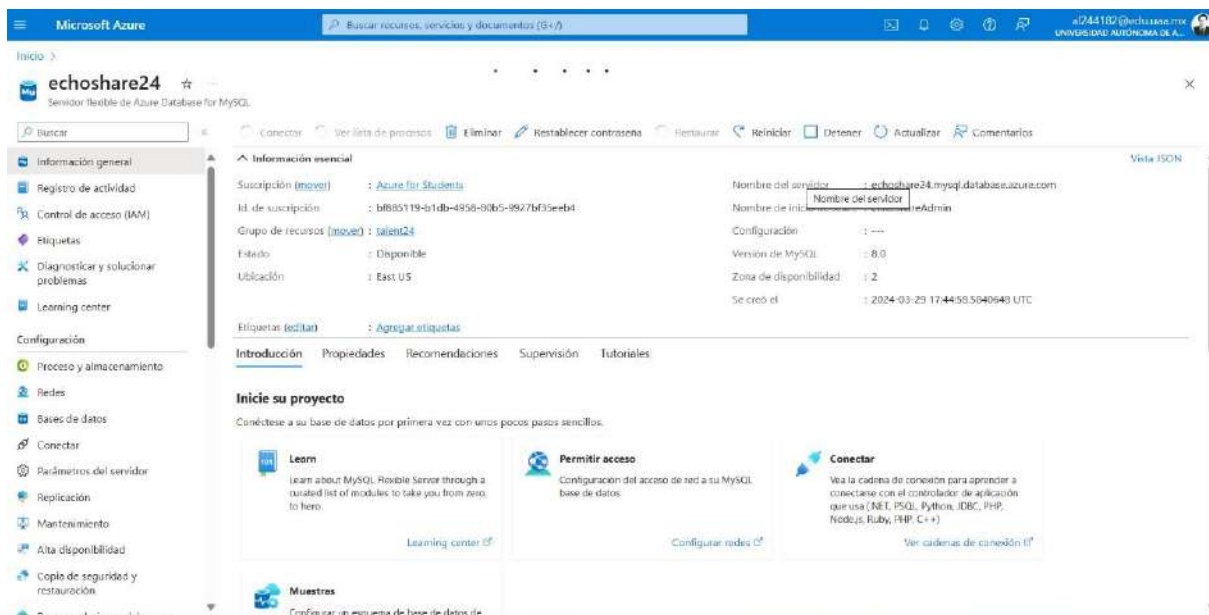 Microsoft Azure
Buscar recursos, servicios y documentos (G+/)
al244182@edu.uaa.mx
UNIVERSIDAD AUTÓNOMA DE A...
Inicio >
echoshare24
Servidor flexible de Azure Database for MySQL
Buscar
Conectar
Ver lista de procesos
Eliminar
Restablecer contraseña
Restaurar
Reiniciar
Detener
Actualizar
Comentarios
Información general
Registro de actividad
Control de acceso (IAM)
Etiquetas
Diagnosticar y solucionar
problemas
Learning center
Configuración
Proceso y almacenamiento
Redes
Bases de datos
Conectar
Parámetros del servidor
Replicación
Mantenimiento
Alta disponibilidad
Copia de seguridad y
restauración
Información esencial
Vista JSON
Suscripción (mover) : Azure for Students
Id. de suscripción : bf885119-b1db-4958-80b5-9927bf35eeb4
Grupo de recursos (mover) : talent24
Estado : Disponible
Ubicación : East US
Nombre del servidor : echoshare24.mysql.database.azure.com
Nombre del servidor
Nombre de inic
Admin
Configuración : ---
Versión de MySQL : 8.0
Zona de disponibilidad : 2
Se creó el : 2024-03-29 17:44:58.5840648 UTC
Etiquetas (editar) : Agregar etiquetas
Introducción
Propiedades
Recomendaciones
Supervisión
Tutoriales
Inicie su proyecto
Conéctese a su base de datos por primera vez con unos pocos pasos sencillos.
Learn
Learn about MySQL Flexible Server through a
curated list of modules to take you from zero,
to hero.
Learning center
Permitir acceso
Configuración del acceso de red a su MySQL
base de datos
Configurar redes
Conectar
Vea la cadena de conexión para aprender a
conectarse con el controlador de aplicación
que usa (.NET, PSQL, Python, JDBC, PHP,
Node.js, Ruby, PHP, C++)
Ver cadenas de conexión
Muestras
Configurar un esquema de base de datos de